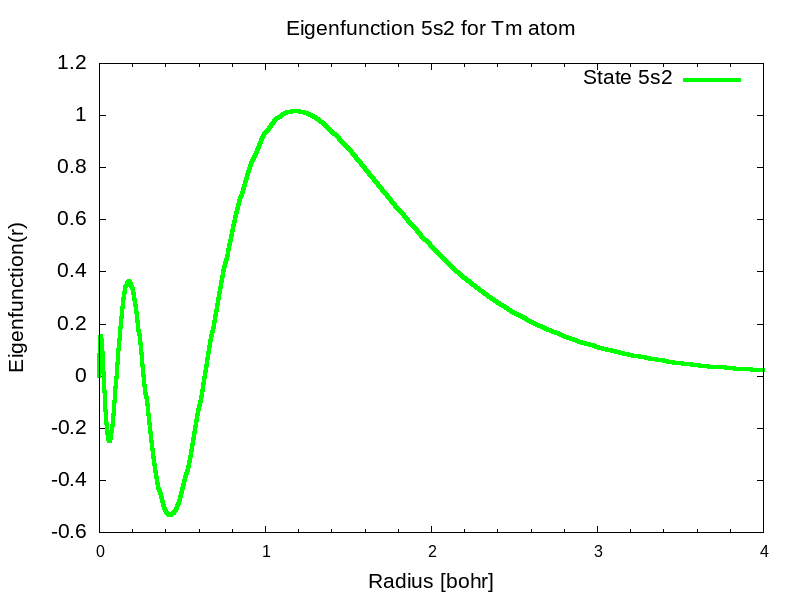 Eigenfunction 5s2 for Tm atom
State 5s2
1.2
1
0.8
0.6
0.4
0.2
0
-0.2
-0.4
-0.6
Eigenfunction(r)
0 1 2 3 4
Radius [bohr]